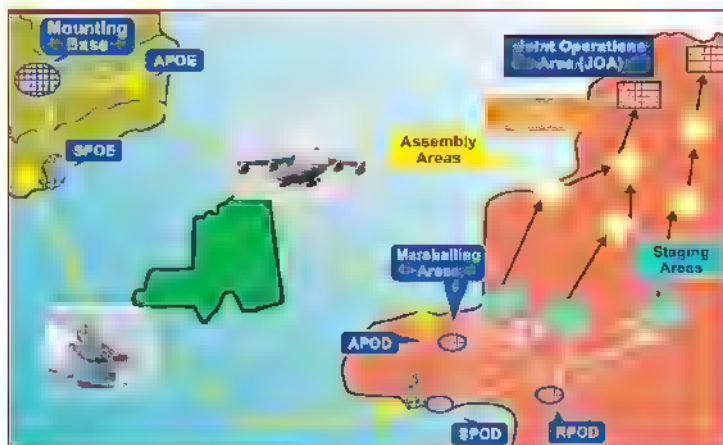 Mounting
Base
APOE
SPOE
Joint Operations
Area (JOA)
Assembly
Areas
Marshalling
Areas
Staging
Areas
APOD
SPOD
RPOD